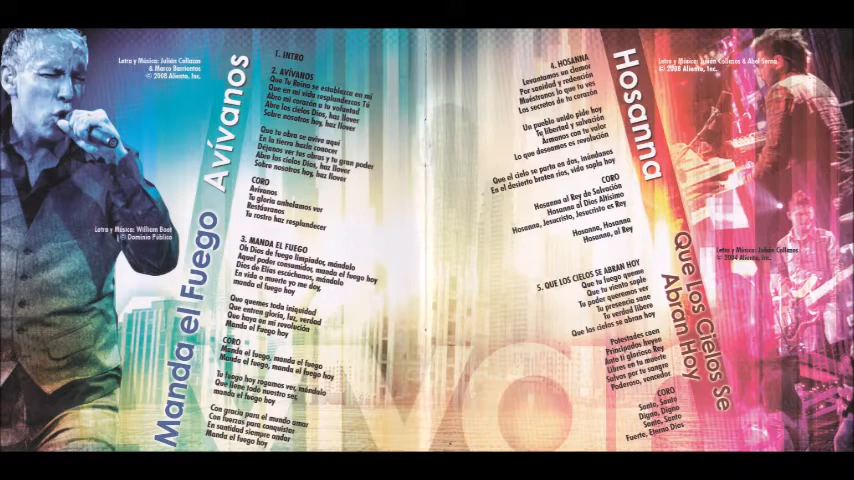 Letra y Música: Julián Collazos
& Marco Barrientos
© 2008 Aliento, Inc.
Avívanos
1. INTRO
2. AVÍVANOS
Que Tu Reino se establezca en mí
Que en mi vida resplandezcas Tú
Abro mi corazón a tu voluntad
Abre los cielos Dios, haz llover
Sobre nosotros hoy, haz llover
Que tu obra se avive aquí
En la tierra hazla conocer
Déjanos ver tus obras y tu gran poder
Abre los cielos Dios, haz llover
Sobre nosotros hoy, haz llover
CORO
Avívanos
Tu gloria anhelamos ver
Restáuranos
Tu rostro haz resplandecer
Letra y Música: William Boot
© Dominio Público
Manda el Fuego
3. MANDA EL FUEGO
Oh Dios de fuego limpiador, mándalo
Aquel poder consumidor, manda el fuego hoy
Dios de Elías escúchanos, mándalo
En vida o muerte yo me doy,
manda el fuego hoy
Que quemes toda iniquidad
Que entren gloria, luz, verdad
Que haya en mí revolución
Manda el Fuego hoy
CORO
Manda el fuego, manda el fuego
Manda el fuego, manda el fuego hoy
Tu fuego hoy rogamos ver, mándalo
Que llene todo nuestro ser,
manda el fuego hoy
Con gracia para el mundo amar
Con fuerzas para conquistar
En santidad siempre andar
Manda el fuego hoy
4. HOSANNA
Levantamos un clamor
Por sanidad y redención
Muéstranos lo que tu ves
Los secretos de tu corazón
Un pueblo unido pide hoy
Tu libertad y salvación
Ármanos con tu valor
Lo que deseamos es revolución
Que el cielo se parta en dos, inúndanos
En el desierto broten ríos, vida sopla hoy
CORO
Hosanna al Rey de Salvación
Hosanna al Dios Altísimo
Hosanna, Jesucristo, Jesucristo es Rey
Hosanna, Hosanna
Hosanna, al Rey
Hosanna
Letra y Música: Julián Collazos & Abel Serna
© 2008 Aliento, Inc.
5. QUE LOS CIELOS SE ABRAN HOY
Que tu fuego queme
Que tu viento sople
Tu poder queremos ver
Tu presencia sane
Tu verdad libere
Que los cielos se abran hoy
Potestades caen
Principados huyen
Ante ti glorioso Rey
Libres en tu muerte
Salvos por tu sangre
Poderoso, vencedor
CORO
Santo, Santo
Digno, Digno
Santo, Santo
Fuerte, Eterno Dios
Que Los Cielos Se
Abran Hoy
Letra y Música: Julián Collazos
© 2004 Aliento, Inc.